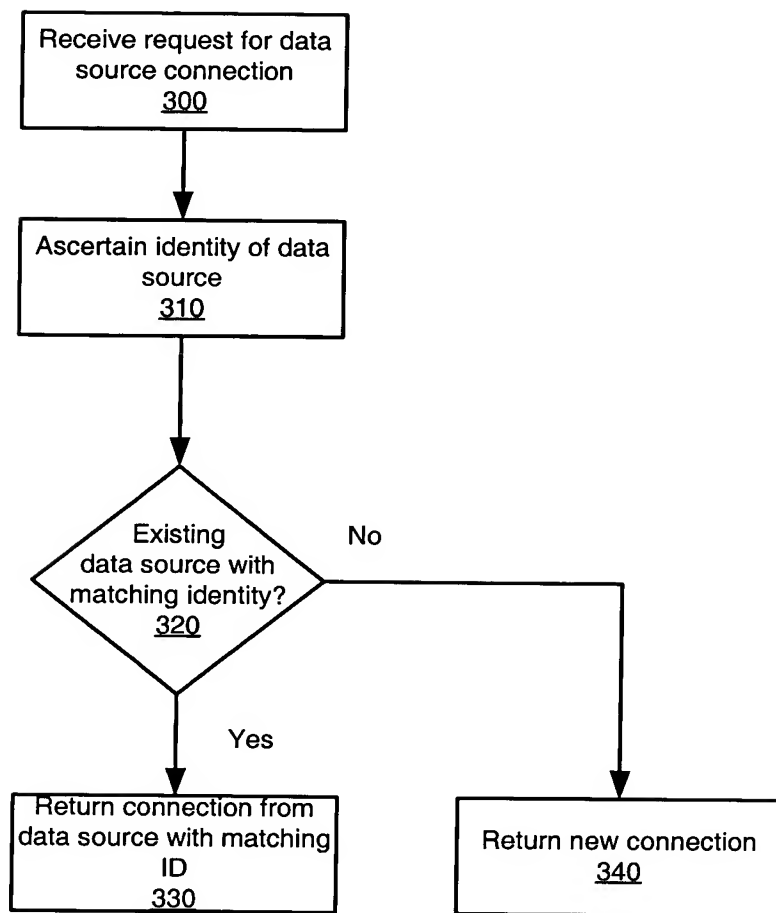 Receive request for data
source connection
300
Ascertain identity of data
source
310
Existing
data source with
matching identity?
320
No
Yes
Return connection from
data source with matching
ID
330
Return new connection
340